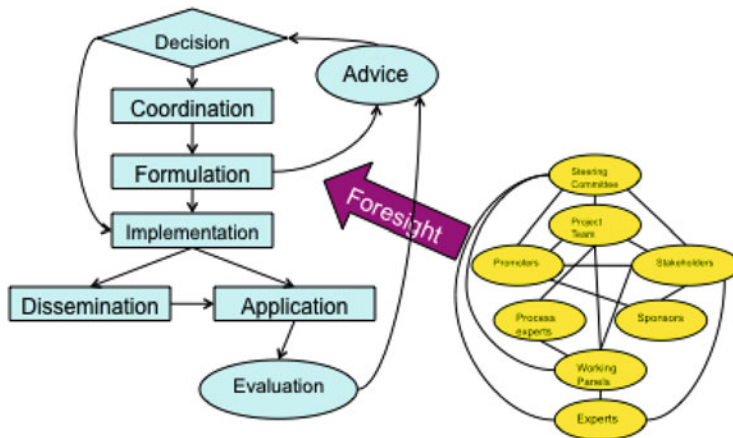 Decision
Advice
Coordination
Formulation
Implementation
Dissemination
Application
Evaluation
Foresight
Steering
Committee
Project
Team
Promoters
Stakeholders
Process
experts
Sponsors
Working
Panels
Experts